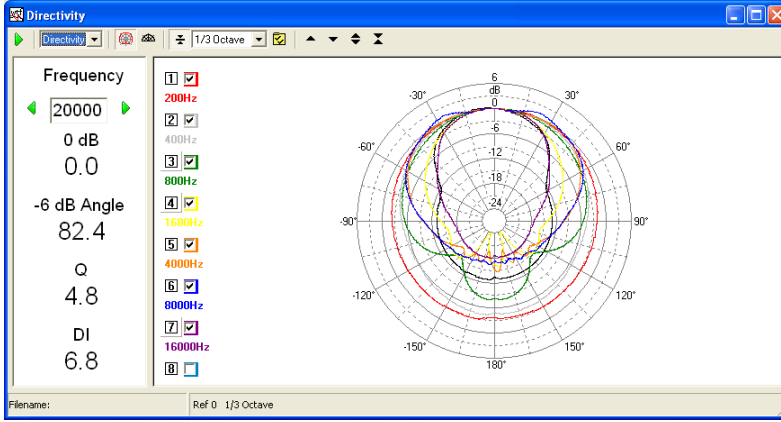 Directivity
Directivity 1/3 Octave
Frequency
20000
0 dB
0.0
-6 dB Angle
82.4
Q
4.8
DI
6.8
1
200Hz
2
400Hz
3
800Hz
4
1600Hz
5
4000Hz
6
8000Hz
7
16000Hz
8
6
dB
0
-6
-12
-18
-24
-30° 30°
-60° 60°
-90° 90°
-120° 120°
-150° 150°
180°
Filename: Ref 0 1/3 Octave